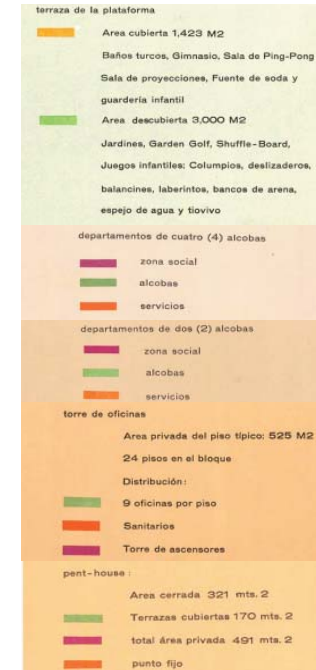 terraza de la plataforma
Area cubierta 1,423 M2
Baños turcos, Gimnasio, Sala de Ping-Pong
Sala de proyecciones, Fuente de soda y
guardería infantil
Area descubierta 3,000 M2
Jardines, Garden Golf, Shuffle-Board,
Juegos infantiles: Columpios, deslizaderos,
balancines, laberintos, bancos de arena,
espejo de agua y tiovivo
departamentos de cuatro (4) alcobas
zona social
alcobas
servicios
departamentos de dos (2) alcobas
zona social
alcobas
servicios
torre de oficinas
Area privada del piso típico: 525 M2
24 pisos en el bloque
Distribución:
9 oficinas por piso
Sanitarios
Torre de ascensores
pent-house :
Area cerrada 321 mts. 2
Terrazas cubiertas 170 mts. 2
total área privada 491 mts. 2
punto fijo